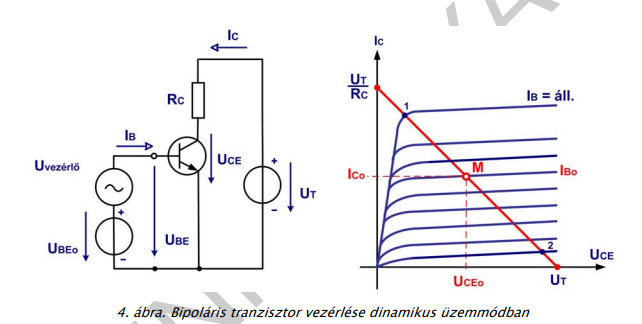 IC
RC
IB
Uvezérlő
UCE
+
UT
−
+
UBEo
−
UBE
IC
UT
RC
1
IB = áll.
M
ICo
IBo
2
UCE
UCEo
UT
4. ábra. Bipoláris tranzisztor vezérlése dinamikus üzemmódban